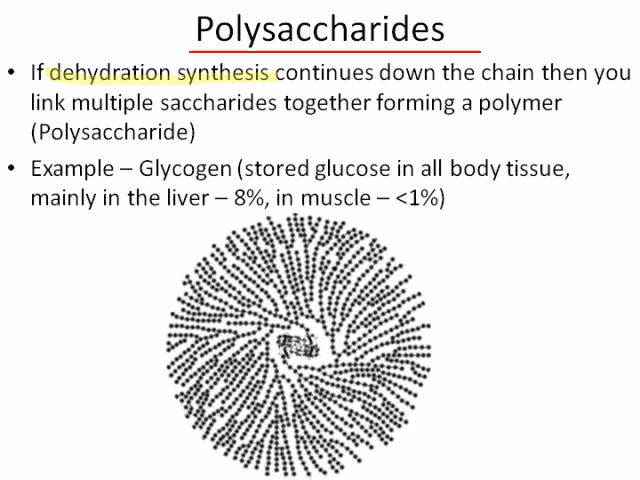 Polysaccharides
• If dehydration synthesis continues down the chain then you
link multiple saccharides together forming a polymer
(Polysaccharide)
• Example – Glycogen (stored glucose in all body tissue,
mainly in the liver – 8%, in muscle – <1%)